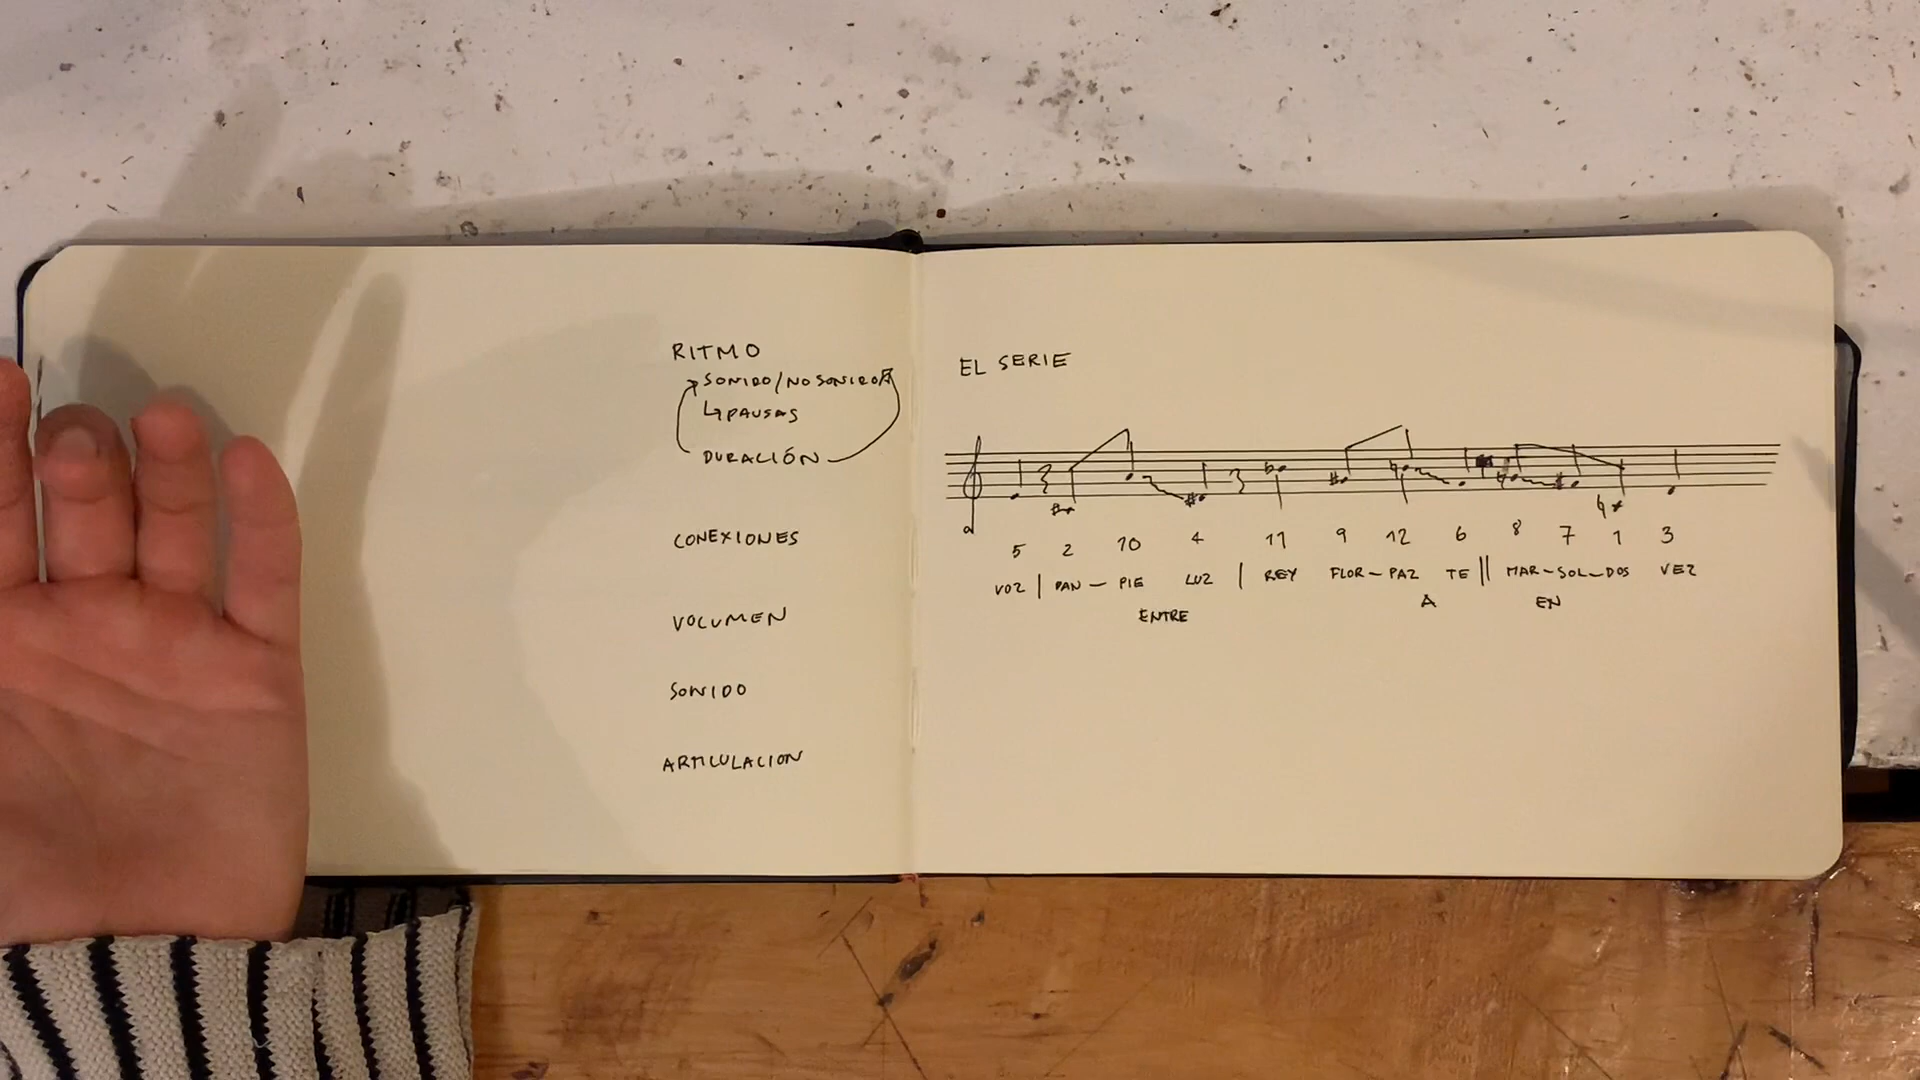 RITMO
SONIDO/NO SONIDO
↳ PAUSAS
DURACIÓN
CONEXIONES
VOLUMEN
SONIDO
ARTICULACION
EL SERIE
5 2 10 4 11 9 12 6 8 7 1 3
VOZ | PAN – PIE LUZ | REY FLOR – PAZ TE || MAR – SOL – DOS VEZ
ENTRE A EN